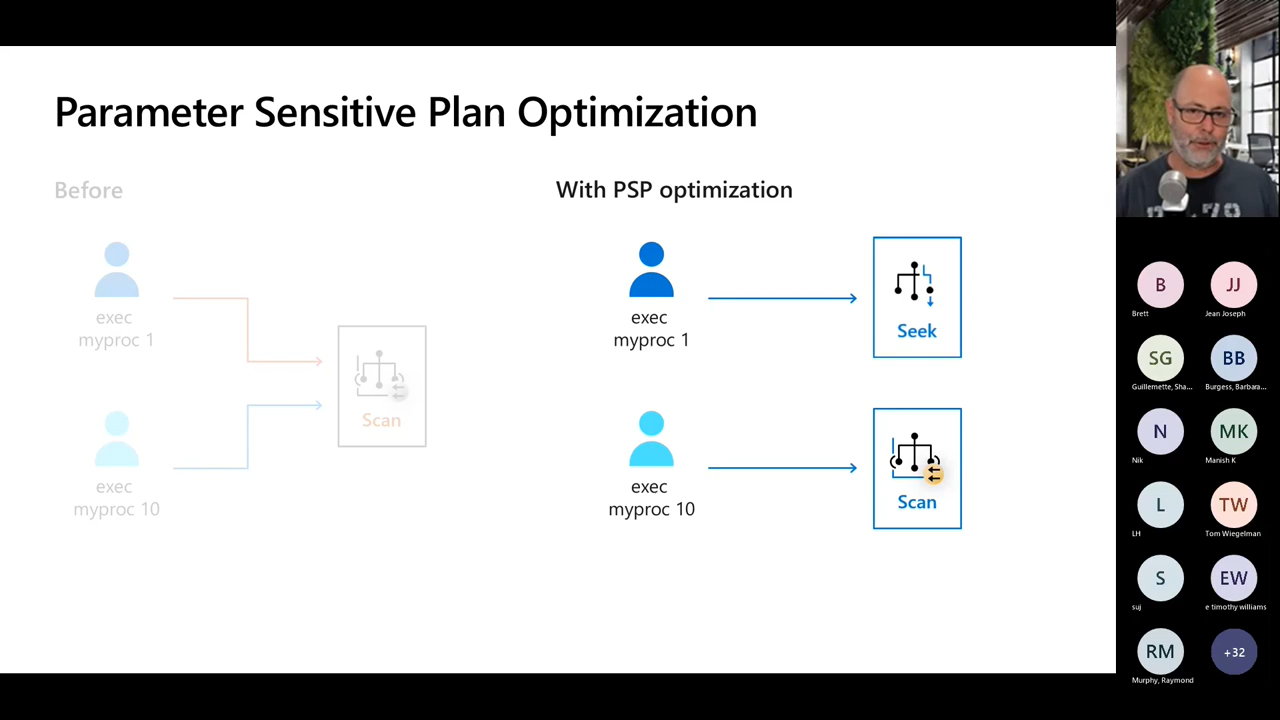 Parameter Sensitive Plan Optimization
Before
exec
myproc 1
exec
myproc 10
Scan
With PSP optimization
exec
myproc 1
Seek
exec
myproc 10
Scan
B
Brett
JJ
Jean Joseph
SG
Guillemette, Sha...
BB
Burgess, Barbara...
N
Nik
MK
Manish K
L
LH
TW
Tom Wiegelman
S
suj
EW
e timothy williams
RM
Murphy, Raymond
+32